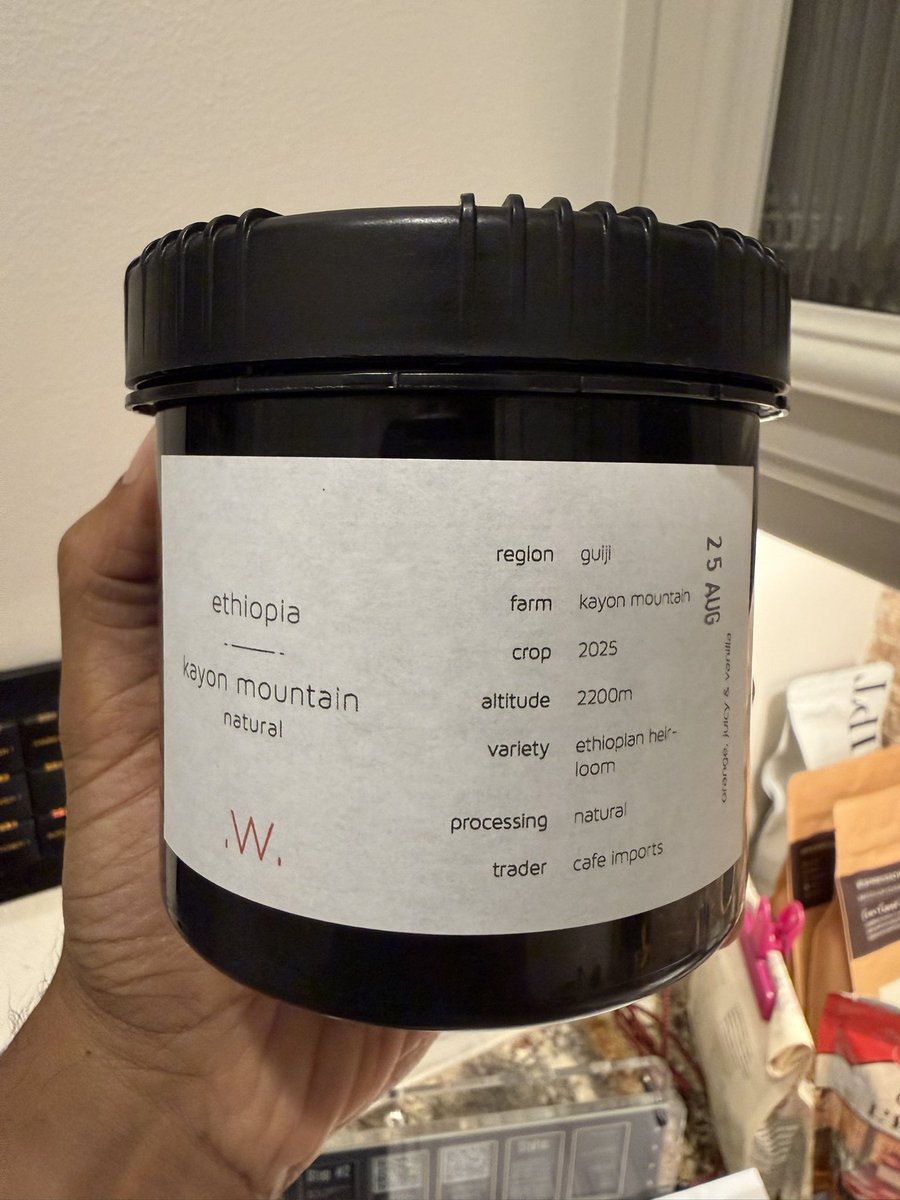 ethiopia
kayon mountain
natural
.W.
region guiji
farm kayon mountain
crop 2025
altitude 2200m
variety ethiopian heir-
loom
processing natural
trader cafe imports
25 AUG
orange, juicy & vanilla